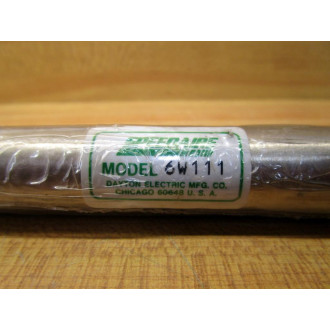 SPEEDAIRE
MODEL 6W111
DAYTON ELECTRIC MFG. CO.
CHICAGO 60648 U. S. A.